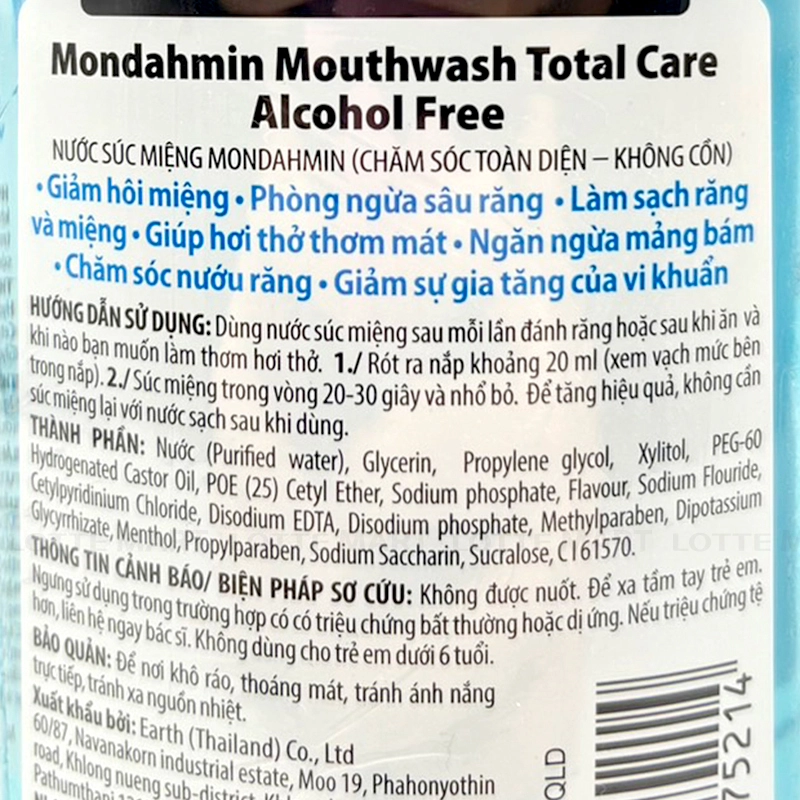 Mondahmin Mouthwash Total Care
Alcohol Free
NƯỚC SÚC MIỆNG MONDAHMIN (CHĂM SÓC TOÀN DIỆN – KHÔNG CỒN)
• Giảm hôi miệng • Phòng ngừa sâu răng • Làm sạch răng
và miệng • Giúp hơi thở thơm mát • Ngăn ngừa mảng bám
• Chăm sóc nướu răng • Giảm sự gia tăng của vi khuẩn
HƯỚNG DẪN SỬ DỤNG: Dùng nước súc miệng sau mỗi lần đánh răng hoặc sau khi ăn và
khi nào bạn muốn làm thơm hơi thở. 1./ Rót ra nắp khoảng 20 ml (xem vạch mức bên
trong nắp). 2./ Súc miệng trong vòng 20-30 giây và nhổ bỏ. Để tăng hiệu quả, không cần
súc miệng lại với nước sạch sau khi dùng.
THÀNH PHẦN: Nước (Purified water), Glycerin, Propylene glycol, Xylitol, PEG-60
Hydrogenated Castor Oil, POE (25) Cetyl Ether, Sodium phosphate, Flavour, Sodium Flouride,
Cetylpyridinium Chloride, Disodium EDTA, Disodium phosphate, Methylparaben, Dipotassium
Glycyrrhizate, Menthol, Propylparaben, Sodium Saccharin, Sucralose, C I 61570.
THÔNG TIN CẢNH BÁO/ BIỆN PHÁP SƠ CỨU: Không được nuốt. Để xa tầm tay trẻ em.
Ngưng sử dụng trong trường hợp có có triệu chứng bất thường hoặc dị ứng. Nếu triệu chứng tệ
hơn, liên hệ ngay bác sĩ. Không dùng cho trẻ em dưới 6 tuổi.
BẢO QUẢN: Để nơi khô ráo, thoáng mát, tránh ánh nắng
trực tiếp, tránh xa nguồn nhiệt.
Xuất khẩu bởi: Earth (Thailand) Co., Ltd
60/87, Navanakorn industrial estate, Moo 19, Phahonyothin
road, Khlong nueng sub-district,
Pathumthani
QLD
75214
LOTTE MART LOTTE MART LOTTE